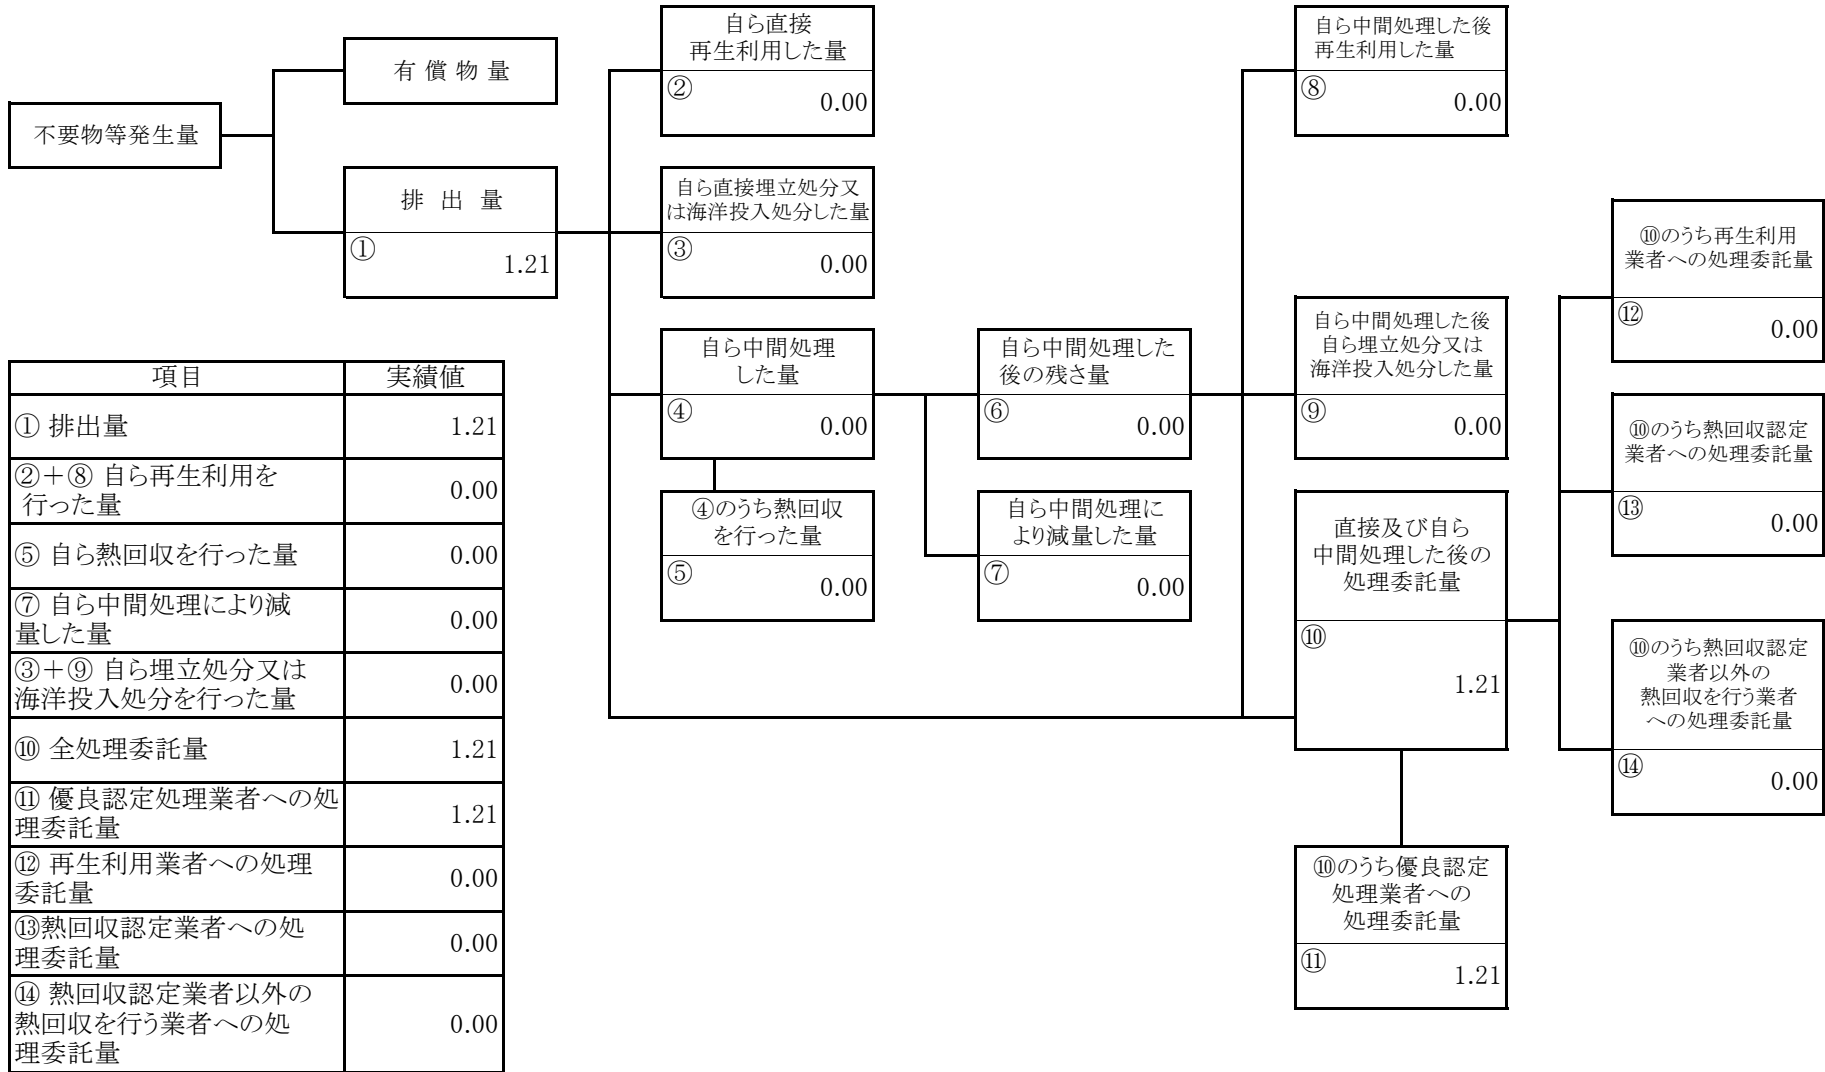 自ら直接
再生利用した量
②
0.00
自ら中間処理した後
再生利用した量
⑧
0.00
有 償 物 量
不要物等発生量
排 出 量
①
1.21
自ら直接埋立処分又
は海洋投入処分した量
③
0.00
自ら中間処理
した量
④
0.00
自ら中間処理した
後の残さ量
⑥
0.00
自ら中間処理した後
自ら埋立処分又は
海洋投入処分した量
⑨
0.00
④のうち熱回収
を行った量
⑤
0.00
自ら中間処理に
より減量した量
⑦
0.00
直接及び自ら
中間処理した後の
処理委託量
⑩
1.21
⑩のうち再生利用
業者への処理委託量
⑫
0.00
⑩のうち熱回収認定
業者への処理委託量
⑬
0.00
⑩のうち熱回収認定
業者以外の
熱回収を行う業者
への処理委託量
⑭
0.00
⑩のうち優良認定
処理業者への
処理委託量
⑪
1.21
項目 実績値
① 排出量 1.21
②＋⑧ 自ら再生利用を
行った量 0.00
⑤ 自ら熱回収を行った量 0.00
⑦ 自ら中間処理により減
量した量 0.00
③＋⑨ 自ら埋立処分又は
海洋投入処分を行った量 0.00
⑩ 全処理委託量 1.21
⑪ 優良認定処理業者への処
理委託量 1.21
⑫ 再生利用業者への処理
委託量 0.00
⑬熱回収認定業者への処
理委託量 0.00
⑭ 熱回収認定業者以外の
熱回収を行う業者への処
理委託量 0.00